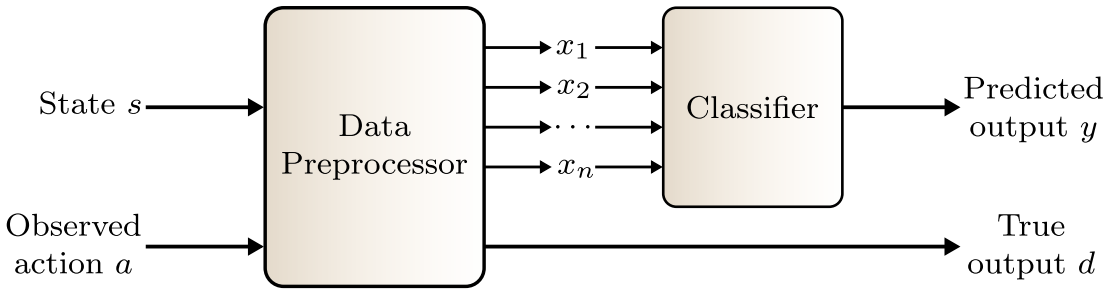 State s
Observed
action a
Data
Preprocessor
x₁
x₂
...
xₙ
Classifier
Predicted
output y
True
output d